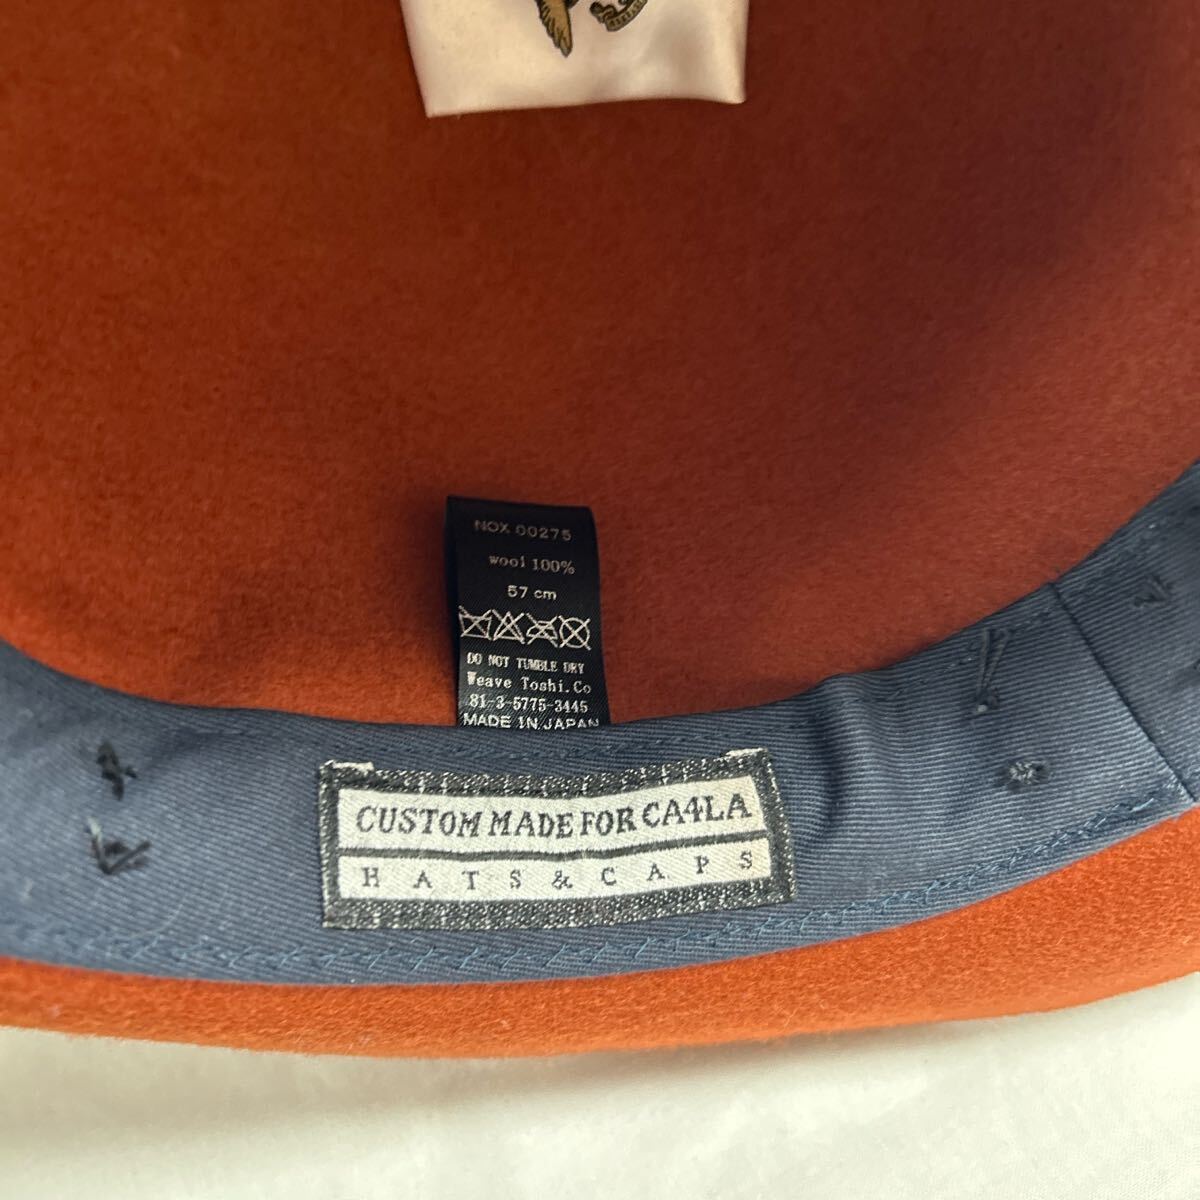 NOX 00275
wool 100%
57 cm
DO NOT TUMBLE DRY
Weave Toshi.Co
81-3-5775-3445
MADE IN JAPAN
CUSTOM MADE FOR CA4LA
HATS&CAPS